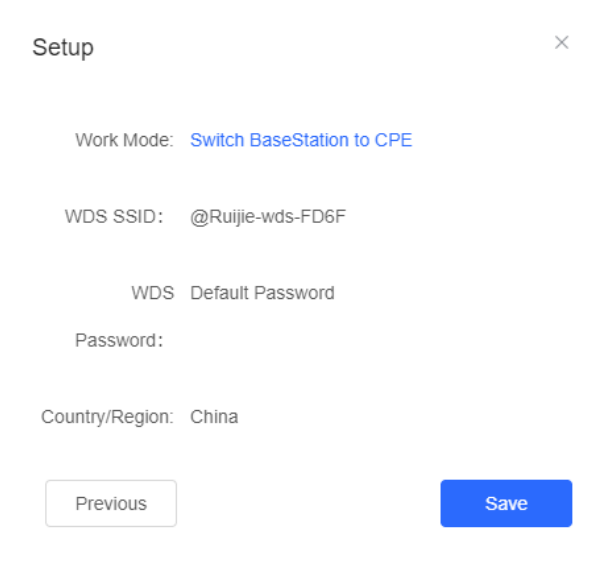 Setup
Work Mode: Switch BaseStation to CPE
WDS SSID: @Ruijie-wds-FD6F
WDS Default Password
Password:
Country/Region: China
Previous Save